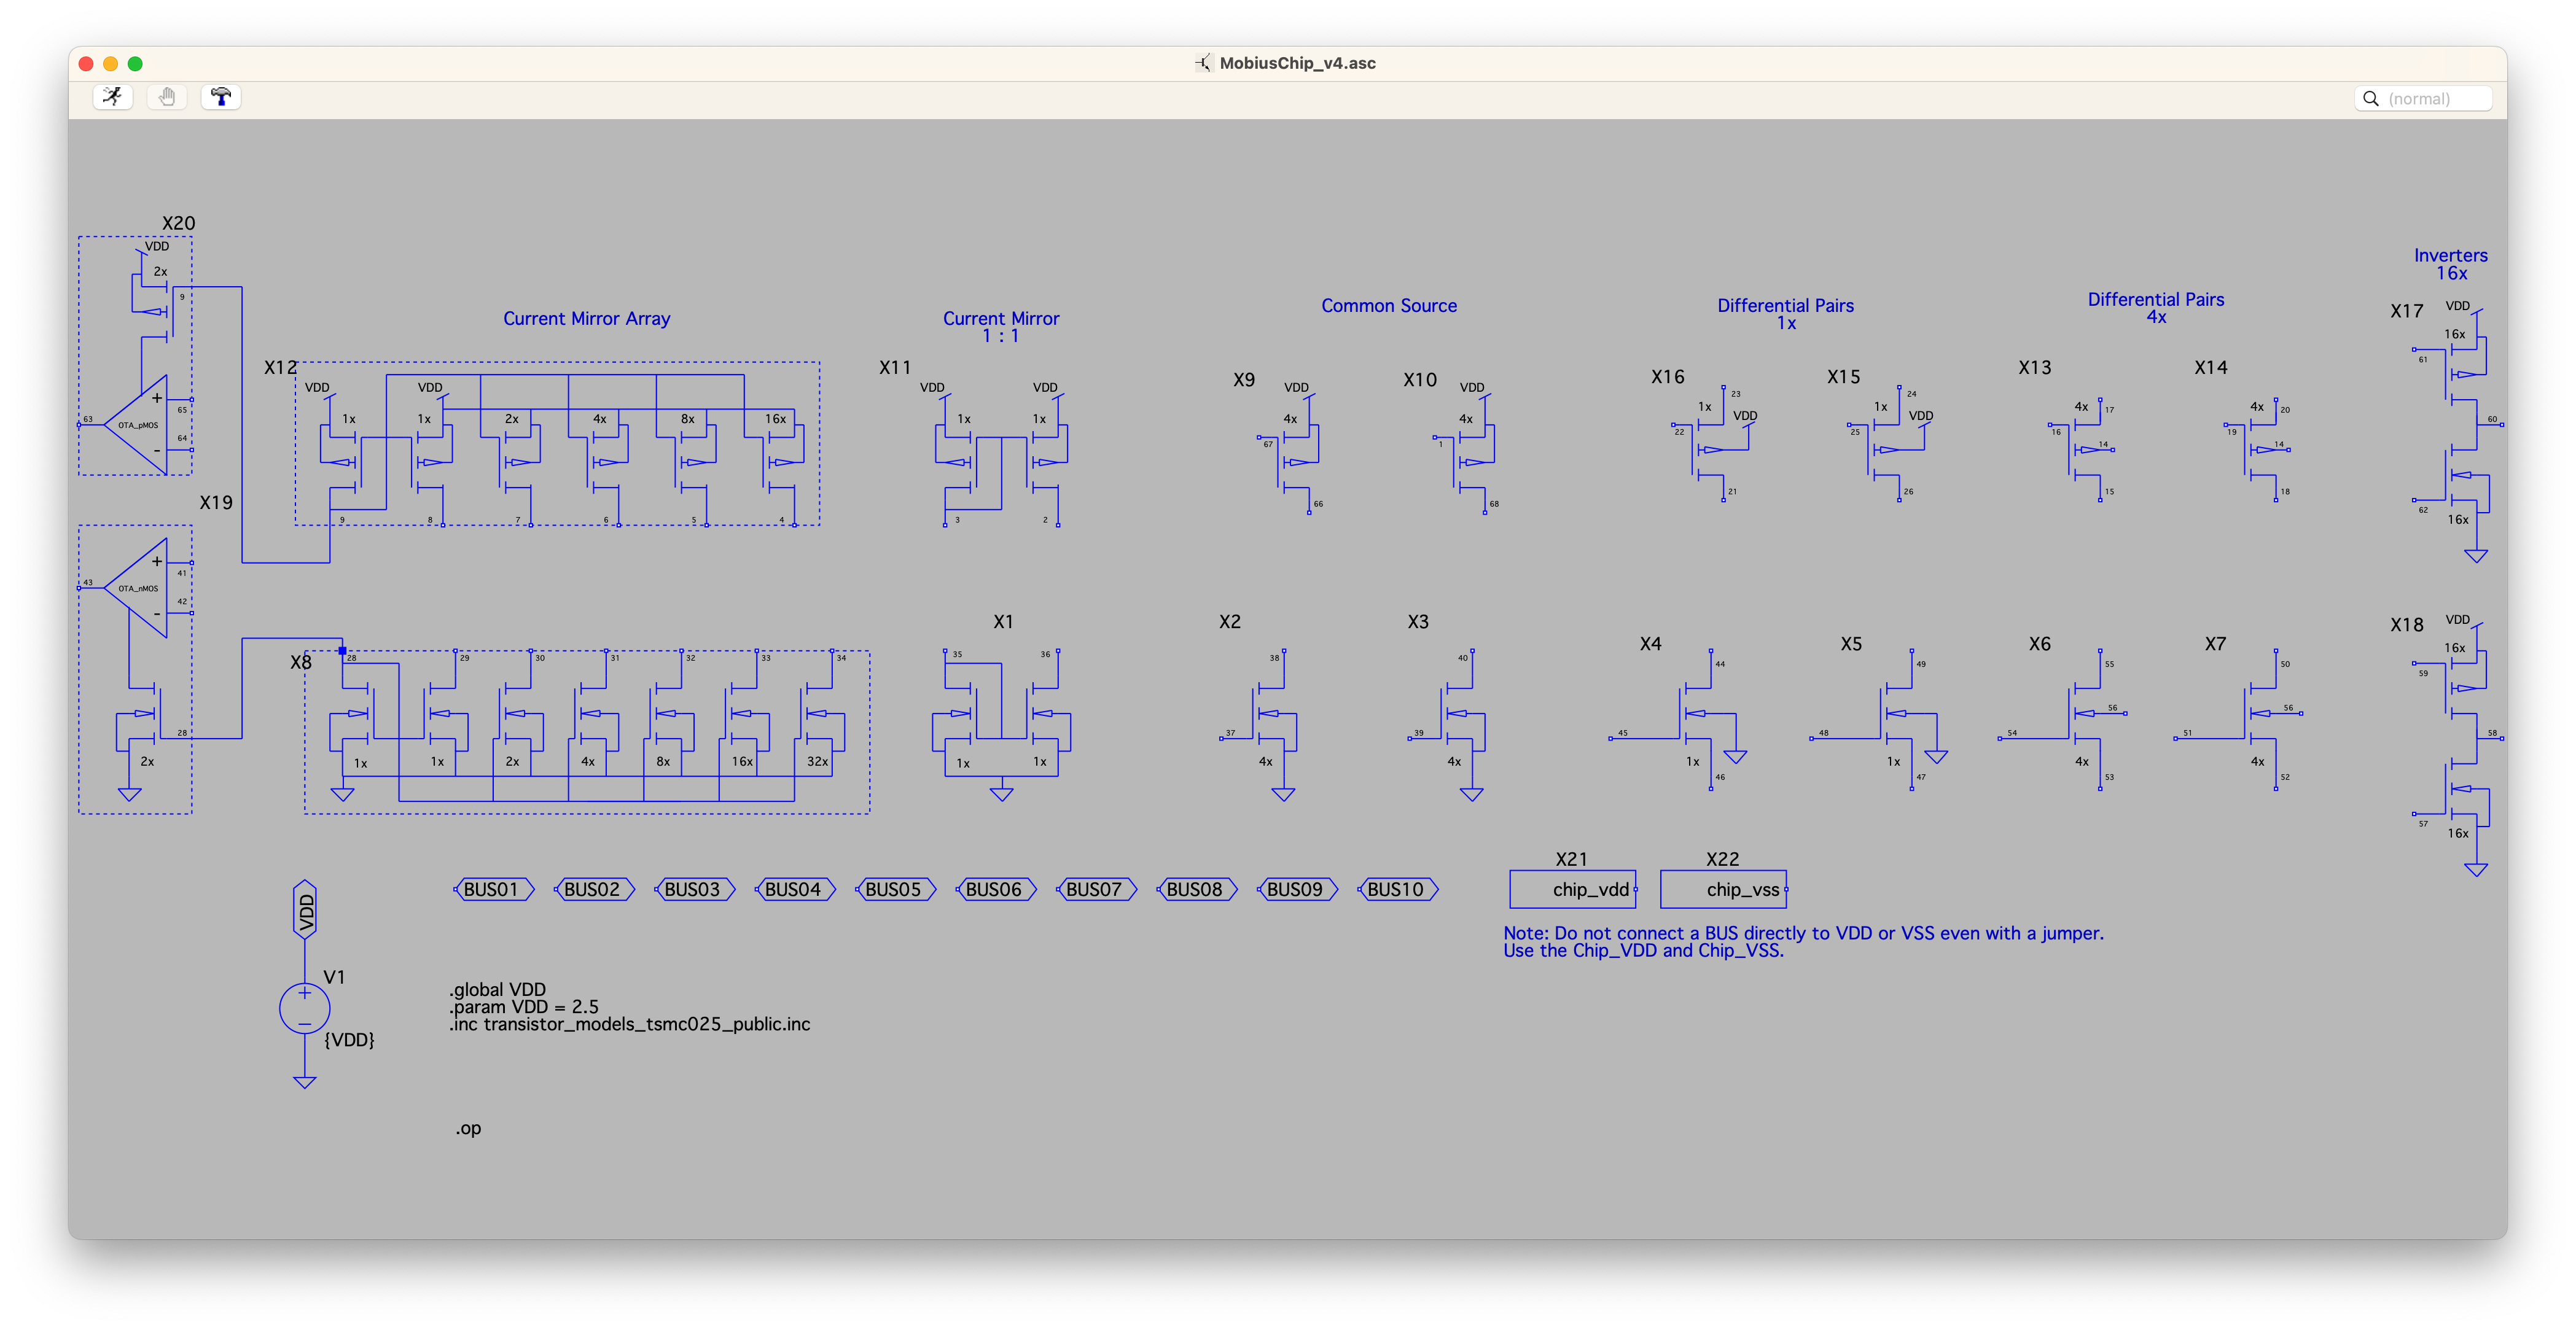 MobiusChip_v4.asc
(normal)
X20
VDD
2x
9
+
65
63
OTA_pMOS
64
-
X19
+
41
43
OTA_nMOS
42
-
28
2x
Current Mirror Array
X12
VDD
VDD
1x
1x
2x
4x
8x
16x
9
8
7
6
5
4
Current Mirror
1 : 1
X11
VDD
VDD
1x
1x
3
2
Common Source
X9
VDD
4x
67
66
X10
VDD
4x
1
68
Differential Pairs
1x
X16
23
1x
VDD
22
21
X15
24
1x
VDD
25
26
Differential Pairs
4x
X13
4x
17
16
14
15
X14
4x
20
19
14
18
Inverters
16x
X17
VDD
16x
61
60
62
16x
X8
28
29
30
31
32
33
34
1x
1x
2x
4x
8x
16x
32x
X1
35
36
1x
1x
X2
38
37
4x
X3
40
39
4x
X4
44
45
1x
46
X5
49
48
1x
47
X6
55
56
54
4x
53
X7
50
56
51
4x
52
X18
VDD
16x
59
58
57
16x
BUS01
BUS02
BUS03
BUS04
BUS05
BUS06
BUS07
BUS08
BUS09
BUS10
X21
chip_vdd
X22
chip_vss
Note: Do not connect a BUS directly to VDD or VSS even with a jumper.
Use the Chip_VDD and Chip_VSS.
VDD
V1
+
{VDD}
.global VDD
.param VDD = 2.5
.inc transistor_models_tsmc025_public.inc
.op